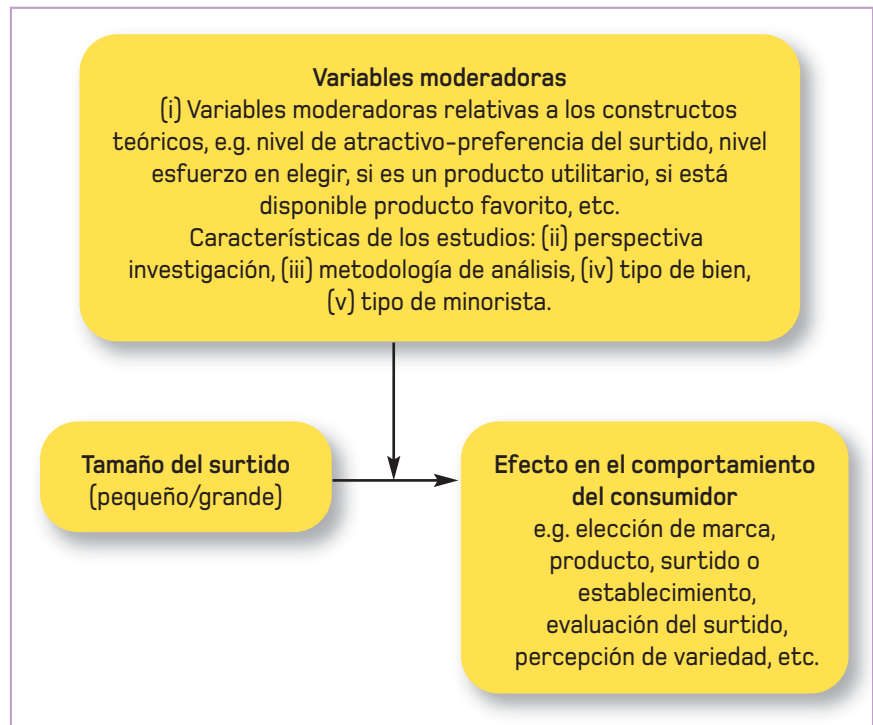 Variables moderadoras
(i) Variables moderadoras relativas a los constructos
teóricos, e.g. nivel de atractivo-preferencia del surtido, nivel
esfuerzo en elegir, si es un producto utilitario, si está
disponible producto favorito, etc.
Características de los estudios: (ii) perspectiva
investigación, (iii) metodología de análisis, (iv) tipo de bien,
(v) tipo de minorista.
Tamaño del surtido
(pequeño/grande)
Efecto en el comportamiento
del consumidor
e.g. elección de marca,
producto, surtido o
establecimiento,
evaluación del surtido,
percepción de variedad, etc.